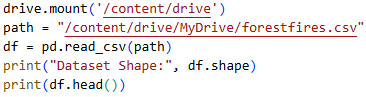 drive.mount('/content/drive')
path = "/content/drive/MyDrive/forestfires.csv"
df = pd.read_csv(path)
print("Dataset Shape:", df.shape)
print(df.head())